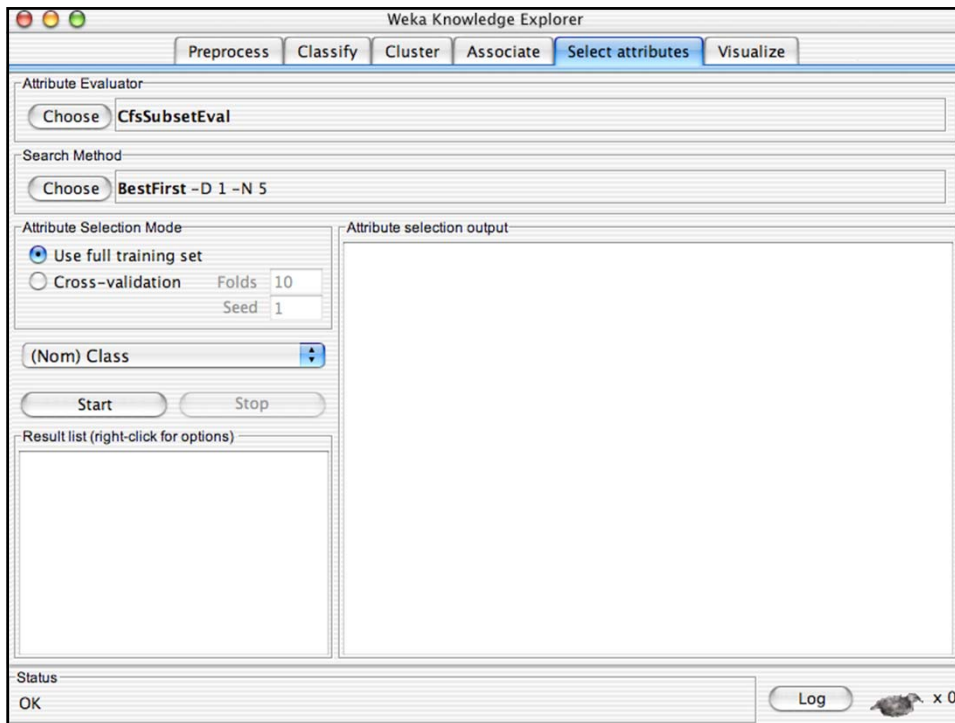 Weka Knowledge Explorer
Preprocess Classify Cluster Associate Select attributes Visualize
Attribute Evaluator
Choose CfsSubsetEval
Search Method
Choose BestFirst -D 1 -N 5
Attribute Selection Mode
Use full training set
Cross-validation Folds 10
Seed 1
(Nom) Class
Start Stop
Result list (right-click for options)
Attribute selection output
Status
OK
Log x 0